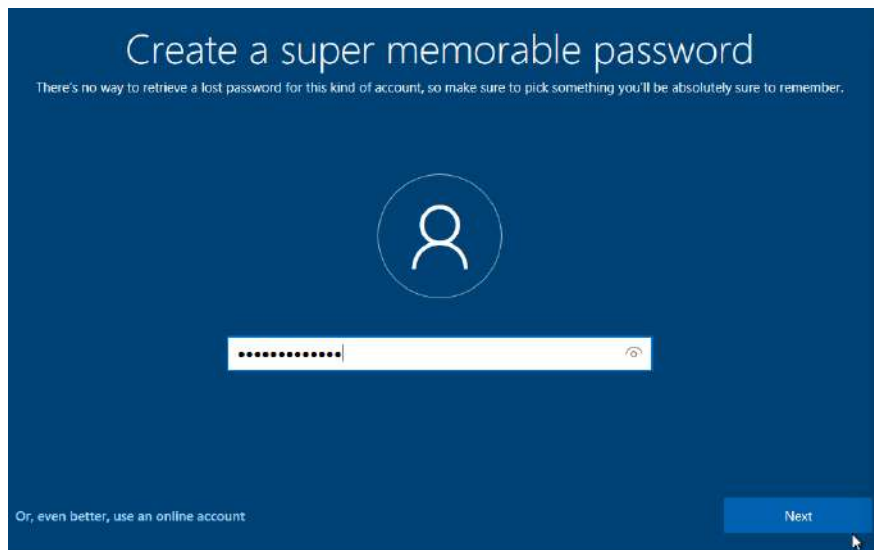 Create a super memorable password
There's no way to retrieve a lost password for this kind of account, so make sure to pick something you'll be absolutely sure to remember.
•••••••••••••
Or, even better, use an online account
Next